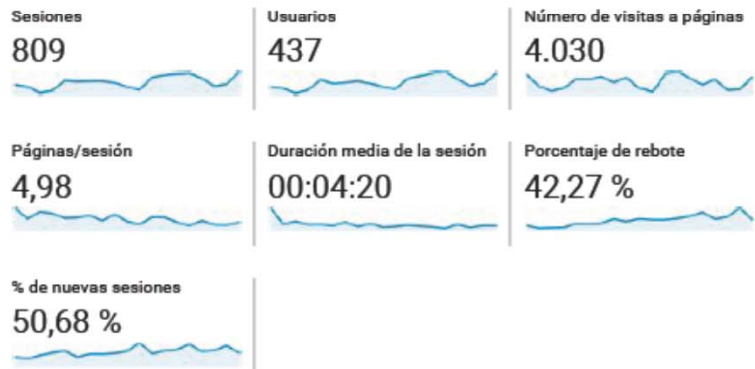 Sesiones
809
Usuarios
437
Número de visitas a páginas
4.030
Páginas/sesión
4,98
Duración media de la sesión
00:04:20
Porcentaje de rebote
42,27 %
% de nuevas sesiones
50,68 %